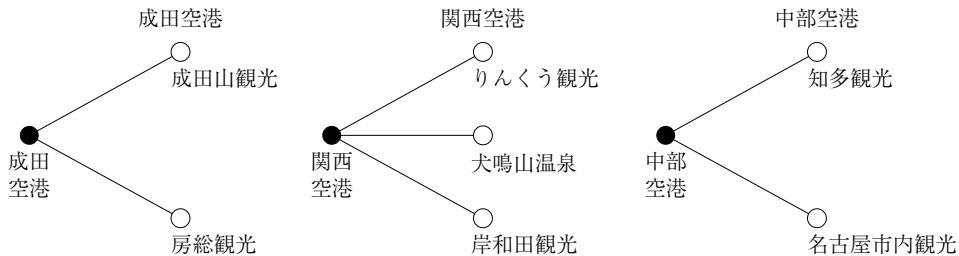 成田空港
成田山観光
成田
空港
房総観光
関西空港
りんくう観光
関西
空港
犬鳴山温泉
岸和田観光
中部空港
知多観光
中部
空港
名古屋市内観光